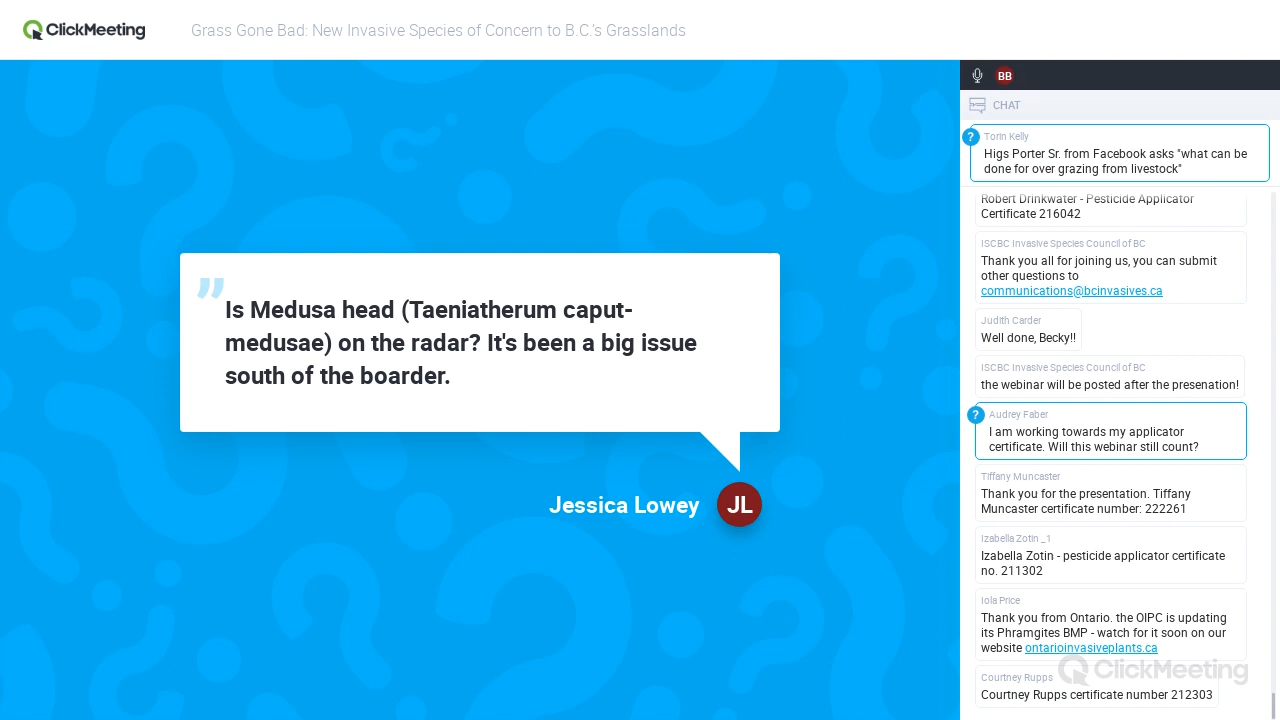 ClickMeeting
Grass Gone Bad: New Invasive Species of Concern to B.C.'s Grasslands
BB
CHAT
?
Torin Kelly
Higs Porter Sr. from Facebook asks "what can be
done for over grazing from livestock"
Robert Drinkwater - Pesticide Applicator
Certificate 216042
ISCBC Invasive Species Council of BC
Thank you all for joining us, you can submit
other questions to
communications@bcinvasives.ca
Judith Carder
Well done, Becky!!
ISCBC Invasive Species Council of BC
the webinar will be posted after the presenation!
?
Audrey Faber
I am working towards my applicator
certificate. Will this webinar still count?
Tiffany Muncaster
Thank you for the presentation. Tiffany
Muncaster certificate number: 222261
izabella Zotin _1
Izabella Zotin - pesticide applicator certificate
no. 211302
Iola Price
Thank you from Ontario. the OIPC is updating
its Phramgites BMP - watch for it soon on our
website ontarioinvasiveplants.ca
Courtney Rupps
Courtney Rupps certificate number 212303
ClickMeeting
"Is Medusa head (Taeniatherum caput-
medusae) on the radar? It's been a big issue
south of the boarder.
Jessica Lowey
JL